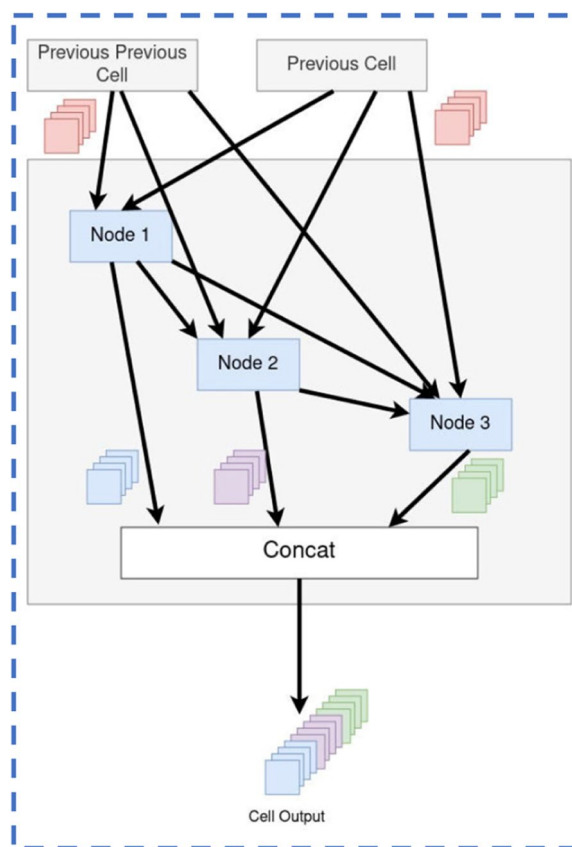 Previous Previous
Cell
Previous Cell
Node 1
Node 2
Node 3
Concat
Cell Output